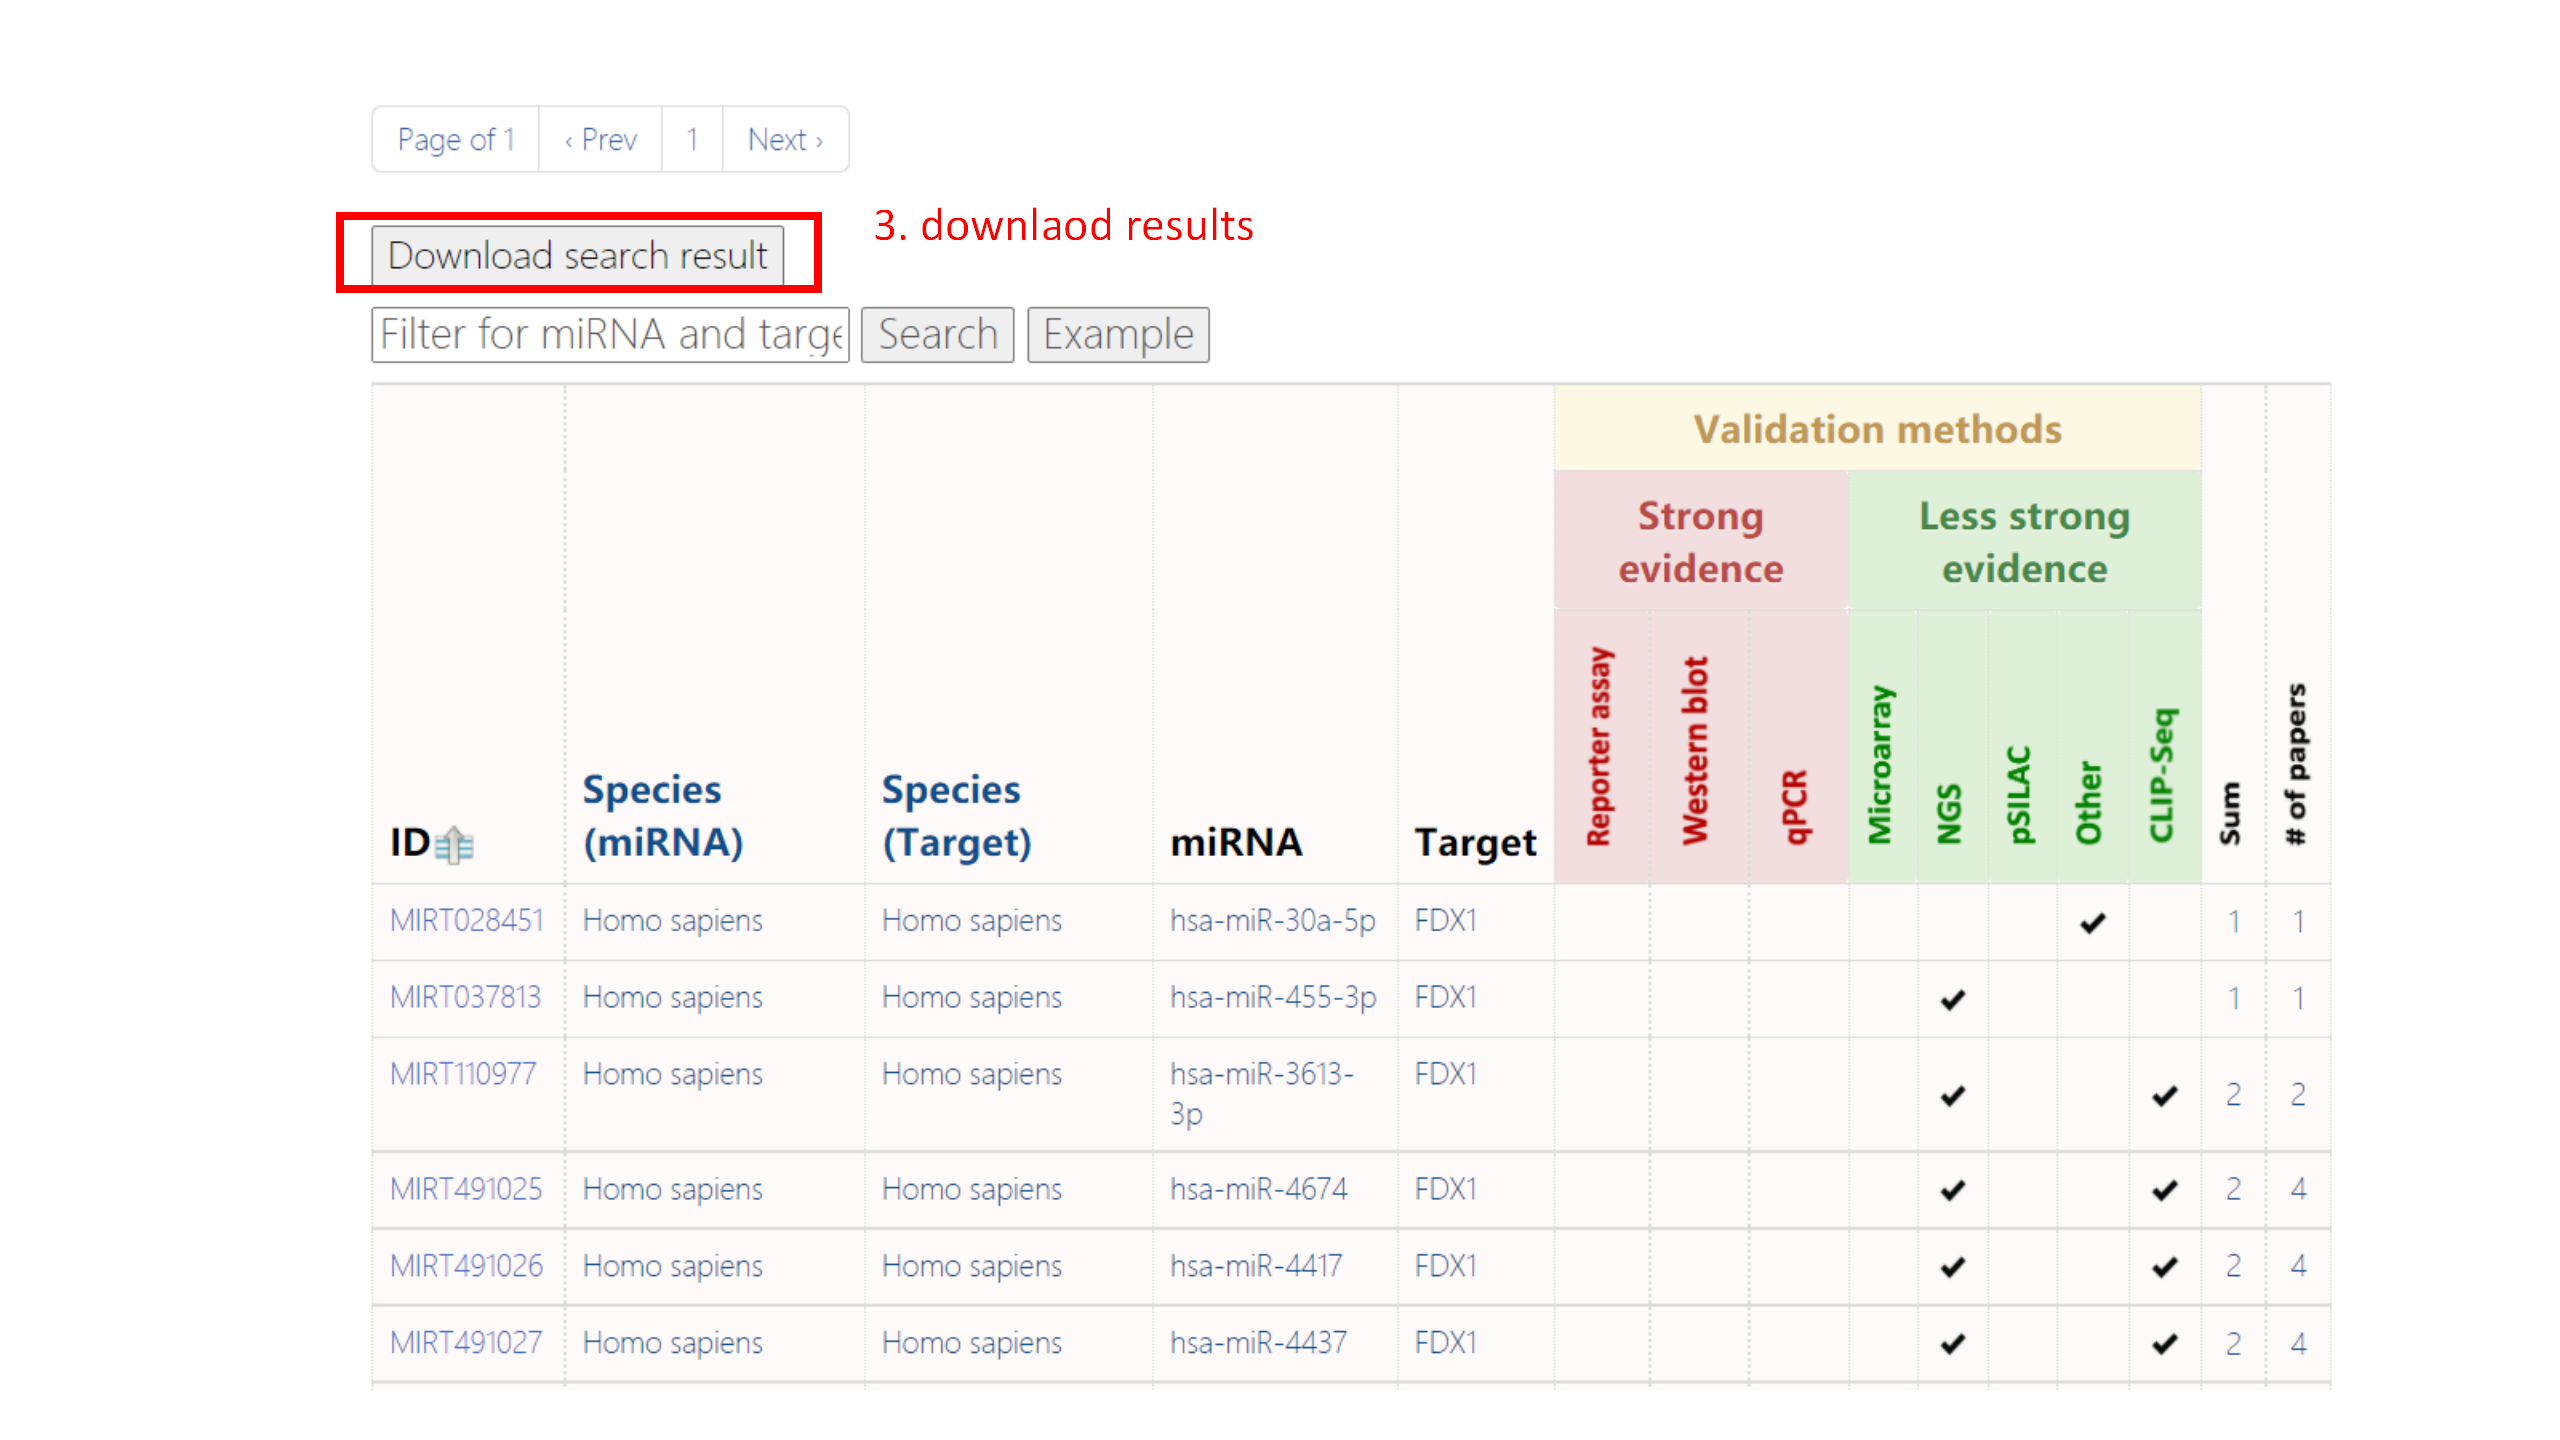 Page of 1 ‹ Prev 1 Next ›
3. downlaod results
Download search result
Filter for miRNA and targe Search Example
Validation methods
Strong evidence
Less strong evidence
ID Species (miRNA) Species (Target) miRNA Target Reporter assay Western blot qPCR Microarray NGS pSILAC Other CLIP-Seq Sum # of papers
MIRT028451 Homo sapiens Homo sapiens hsa-miR-30a-5p FDX1 ✔ 1 1
MIRT037813 Homo sapiens Homo sapiens hsa-miR-455-3p FDX1 ✔ 1 1
MIRT110977 Homo sapiens Homo sapiens hsa-miR-3613-3p FDX1 ✔ ✔ 2 2
MIRT491025 Homo sapiens Homo sapiens hsa-miR-4674 FDX1 ✔ ✔ 2 4
MIRT491026 Homo sapiens Homo sapiens hsa-miR-4417 FDX1 ✔ ✔ 2 4
MIRT491027 Homo sapiens Homo sapiens hsa-miR-4437 FDX1 ✔ ✔ 2 4